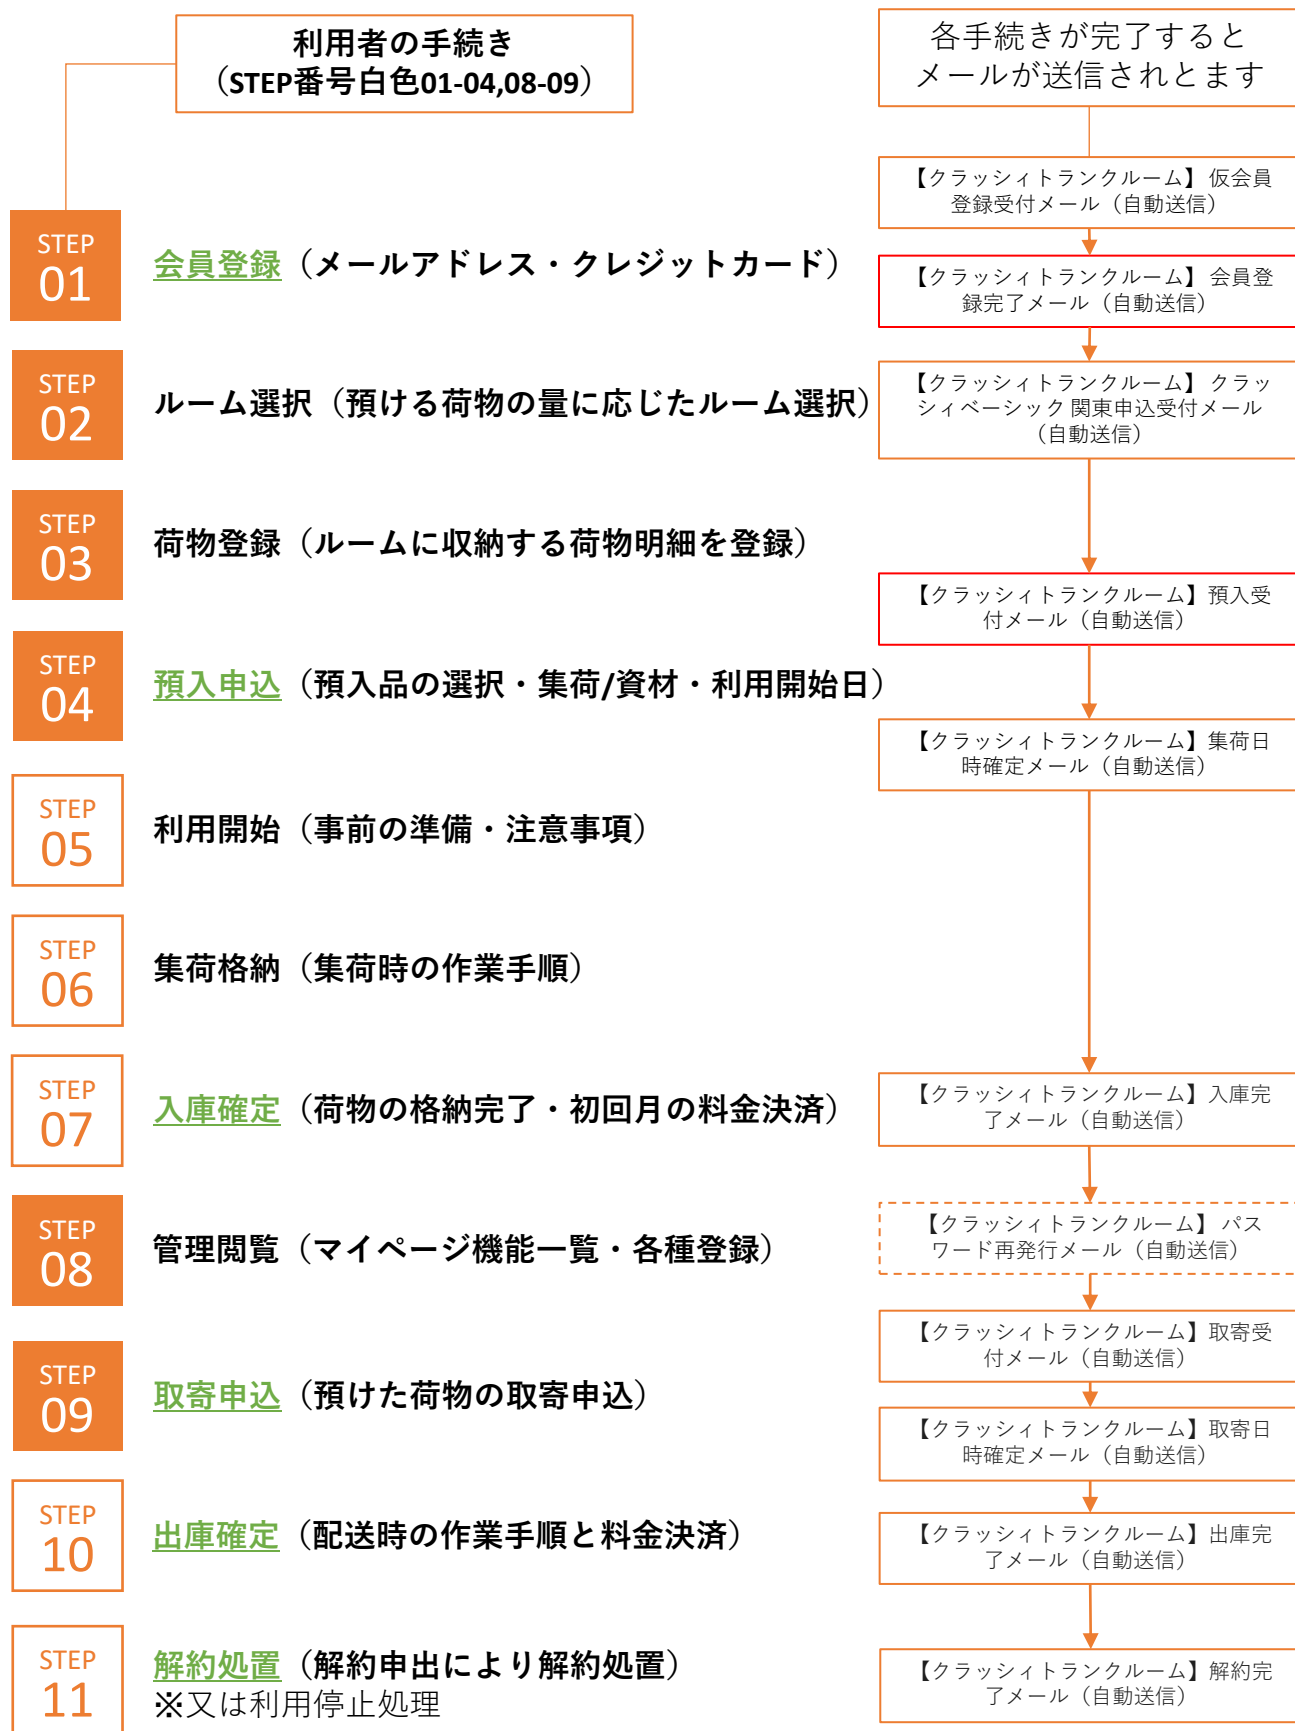 利用者の手続き
（STEP番号白色01-04,08-09）
STEP
01
会員登録（メールアドレス・クレジットカード）
STEP
02
ルーム選択（預ける荷物の量に応じたルーム選択）
STEP
03
荷物登録（ルームに収納する荷物明細を登録）
STEP
04
預入申込（預入品の選択・集荷/資材・利用開始日）
STEP
05
利用開始（事前の準備・注意事項）
STEP
06
集荷格納（集荷時の作業手順）
STEP
07
入庫確定（荷物の格納完了・初回月の料金決済）
STEP
08
管理閲覧（マイページ機能一覧・各種登録）
STEP
09
取寄申込（預けた荷物の取寄申込）
STEP
10
出庫確定（配送時の作業手順と料金決済）
STEP
11
解約処置（解約申出により解約処置）
※又は利用停止処理
各手続きが完了すると
メールが送信されとます
【クラッシィトランクルーム】 仮会員
登録受付メール（自動送信）
【クラッシィトランクルーム】 会員登
録完了メール（自動送信）
【クラッシィトランクルーム】 クラッ
シィベーシック 関東申込受付メール
（自動送信）
【クラッシィトランクルーム】預入受
付メール（自動送信）
【クラッシィトランクルーム】集荷日
時確定メール（自動送信）
【クラッシィトランクルーム】入庫完
了メール（自動送信）
【クラッシィトランクルーム】 パス
ワード再発行メール（自動送信）
【クラッシィトランクルーム】取寄受
付メール（自動送信）
【クラッシィトランクルーム】取寄日
時確定メール（自動送信）
【クラッシィトランクルーム】出庫完
了メール（自動送信）
【クラッシィトランクルーム】解約完
了メール（自動送信）